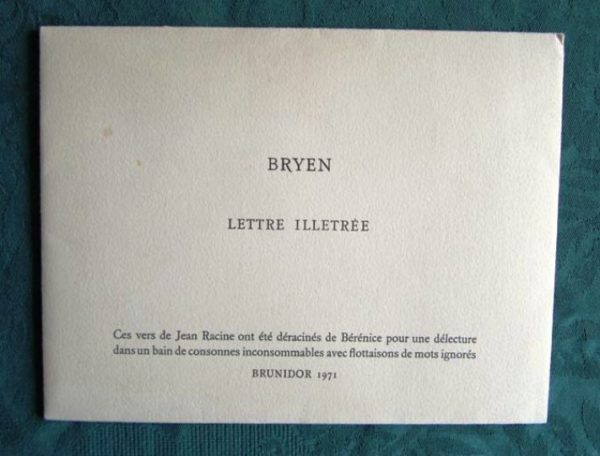 BRYEN
LETTRE ILLETRÉE
Ces vers de Jean Racine ont été déracinés de Bérénice pour une délecture
dans un bain de consonnes inconsommables avec flottaisons de mots ignorés
BRUNIDOR 1971